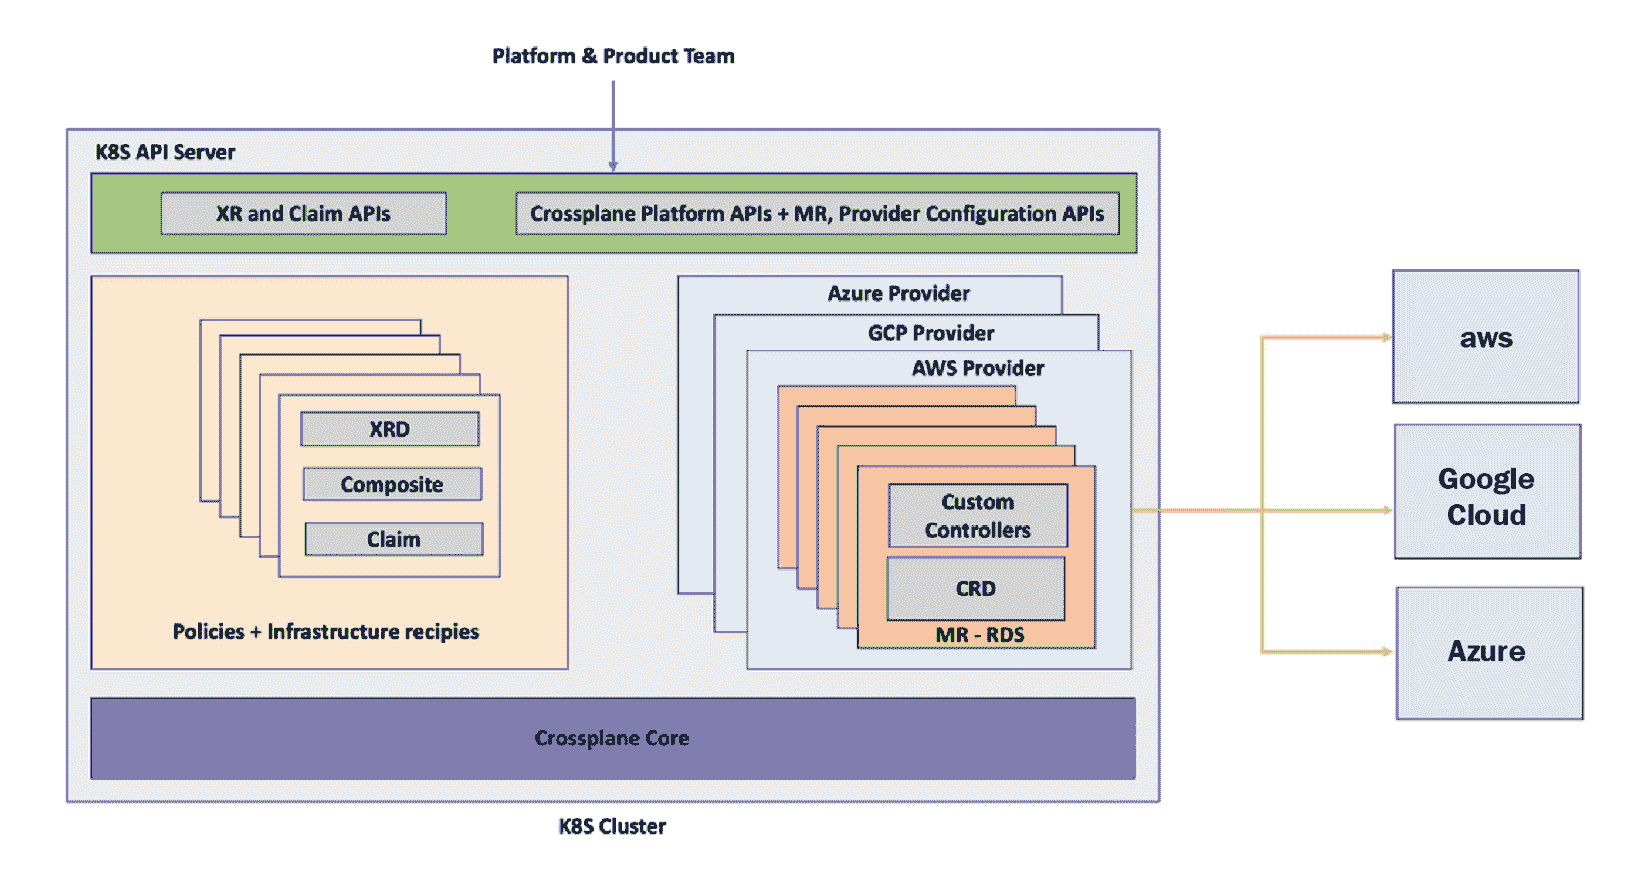 Platform & Product Team
K8S API Server
XR and Claim APIs
Crossplane Platform APIs + MR, Provider Configuration APIs
Azure Provider
GCP Provider
AWS Provider
XRD
Composite
Claim
Policies + Infrastructure recipies
Custom
Controllers
CRD
MR - RDS
aws
Google
Cloud
Azure
Crossplane Core
K8S Cluster